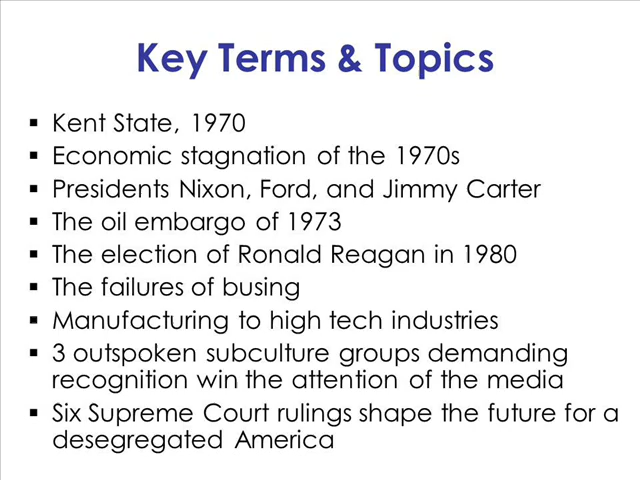 Key Terms & Topics
▪ Kent State, 1970
▪ Economic stagnation of the 1970s
▪ Presidents Nixon, Ford, and Jimmy Carter
▪ The oil embargo of 1973
▪ The election of Ronald Reagan in 1980
▪ The failures of busing
▪ Manufacturing to high tech industries
▪ 3 outspoken subculture groups demanding
recognition win the attention of the media
▪ Six Supreme Court rulings shape the future for a
desegregated America